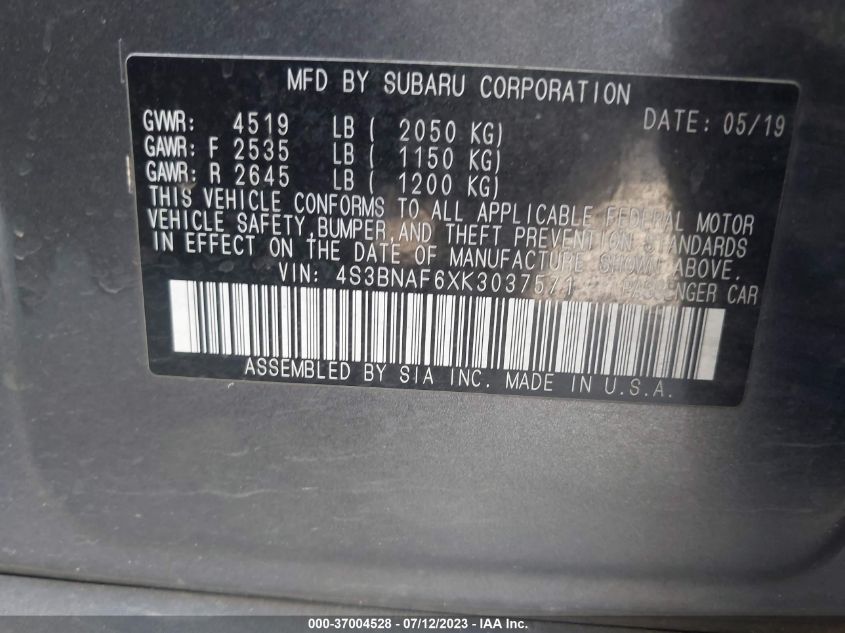 MFD BY SUBARU CORPORATION
DATE: 05/19
GVWR: 4519 LB ( 2050 KG)
GAWR: F 2535 LB ( 1150 KG)
GAWR: R 2645 LB ( 1200 KG)
THIS VEHICLE CONFORMS TO ALL APPLICABLE FEDERAL MOTOR
VEHICLE SAFETY, BUMPER, AND THEFT PREVENTION STANDARDS
IN EFFECT ON THE DATE OF MANUFACTURE SHOWN ABOVE.
VIN: 4S3BNAF6XK3037571 PASSENGER CAR
ASSEMBLED BY SIA INC. MADE IN U.S.A.
000-37004528 - 07/12/2023 - IAA Inc.